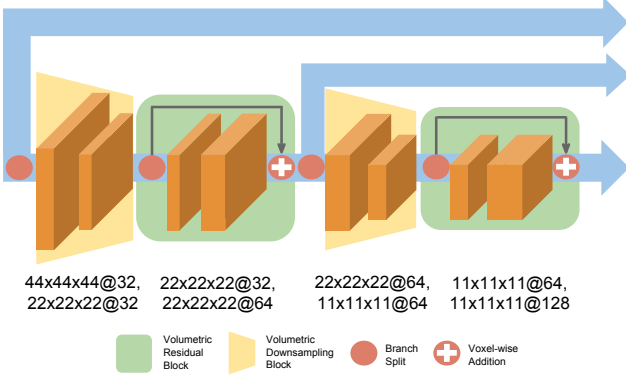 44x44x44@32,
22x22x22@32
22x22x22@32,
22x22x22@64
22x22x22@64,
11x11x11@64
11x11x11@64,
11x11x11@128
Volumetric
Residual
Block
Volumetric
Downsampling
Block
Branch
Split
Voxel-wise
Addition